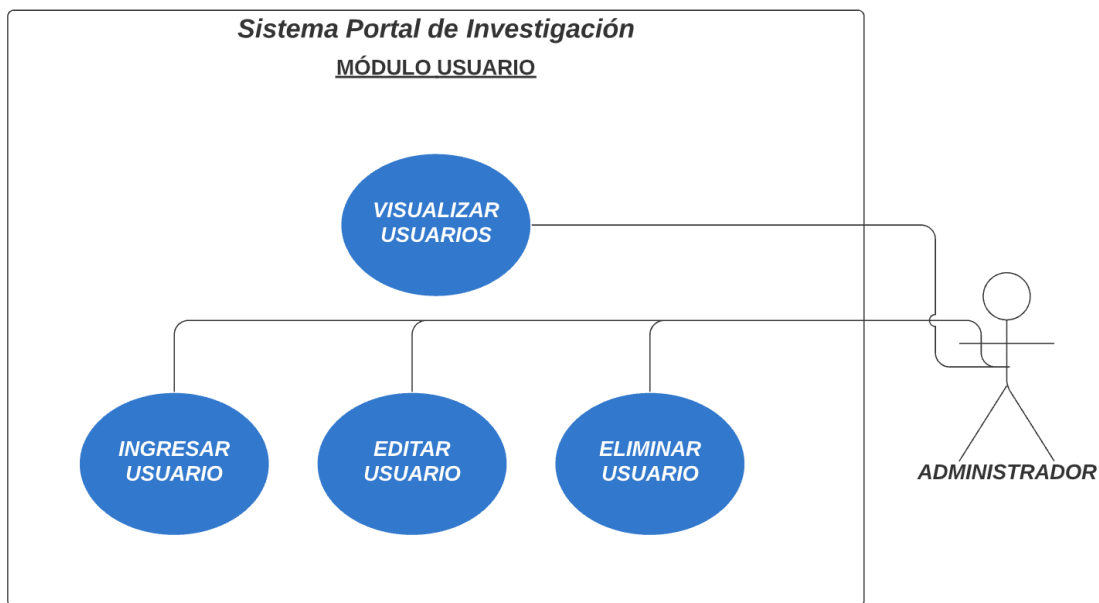 Sistema Portal de Investigación
MÓDULO USUARIO
VISUALIZAR
USUARIOS
INGRESAR
USUARIO
EDITAR
USUARIO
ELIMINAR
USUARIO
ADMINISTRADOR